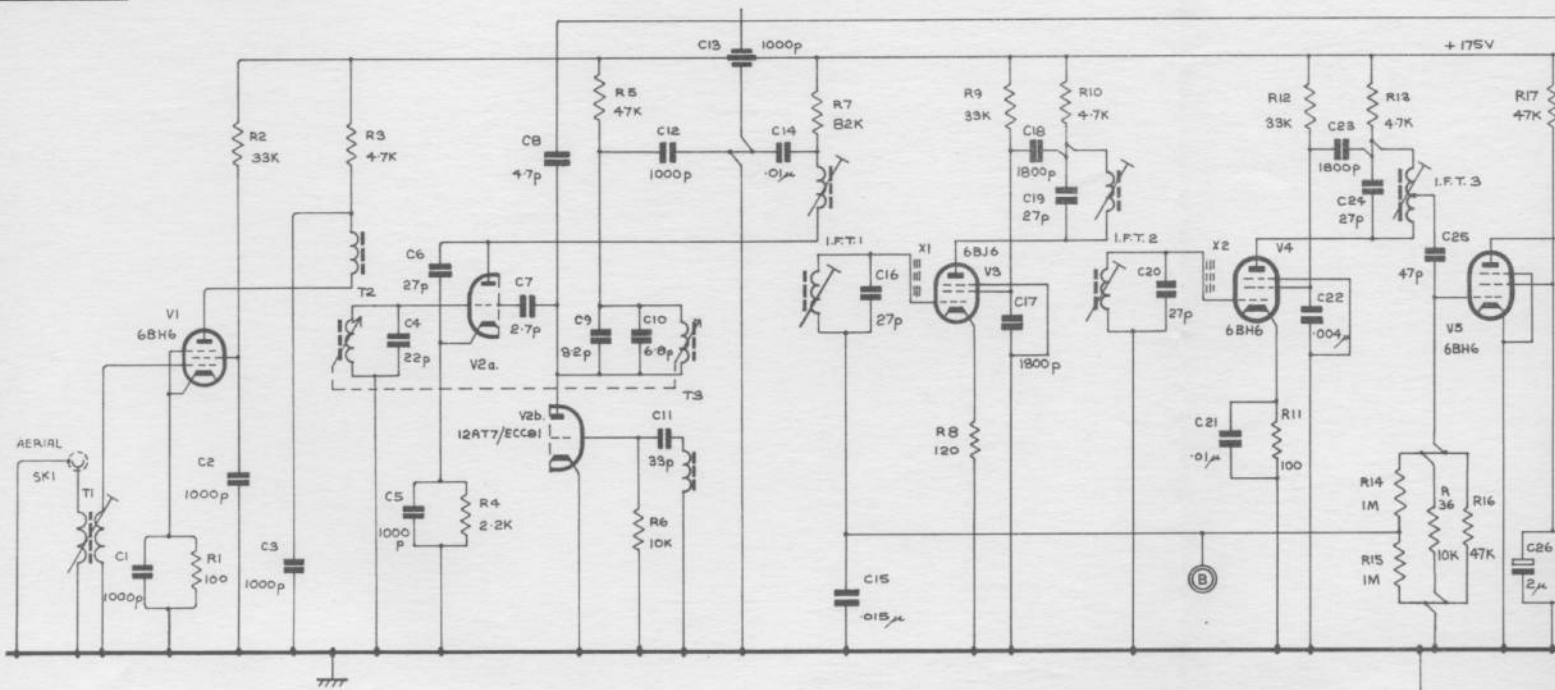 C13
1000p
+ 175V
R2
33K
R3
4.7K
C8
4.7p
R5
47K
C12
1000p
C14
.01µ
R7
82K
R9
33K
C18
1800p
R10
4.7K
C19
27p
R12
33K
C23
1800p
R13
4.7K
C24
27p
I.F.T. 3
R17
47K
V1
6BH6
T2
C6
27p
C4
22p
V2a.
C7
2.7p
C9
8.2p
C10
6.8p
T3
I.F.T. 1
C16
27p
X1
6BJ6
V3
C17
1800p
I.F.T. 2
C20
27p
X2
V4
6BH6
C22
.004µ
C25
47p
V5
6BH6
V2b.
12AT7/ECC81
C11
33p
AERIAL
SK1
T1
C1
1000p
R1
100
C2
1000p
C3
1000p
C5
1000
p
R4
2.2K
R6
10K
R8
120
C15
.015µ
C21
.01µ
R11
100
B
R14
1M
R15
1M
R
36
10K
R16
47K
C26
2µ